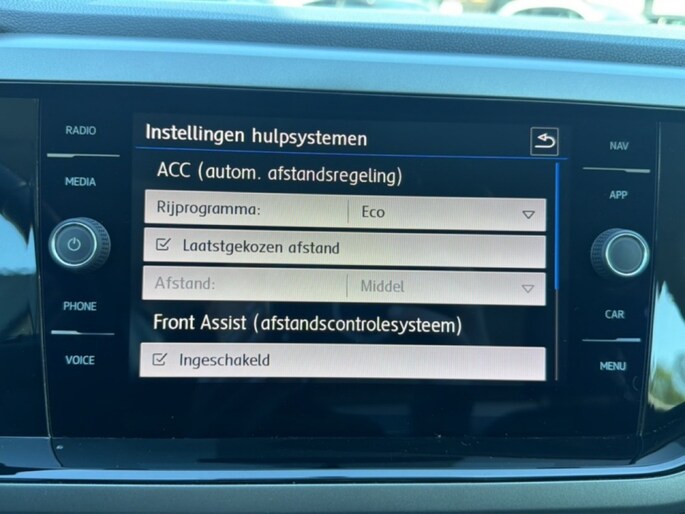 RADIO
MEDIA
PHONE
VOICE
Instellingen hulpsystemen
ACC (autom. afstandsregeling)
Rijprogramma: Eco
Laatstgekozen afstand
Afstand: Middel
Front Assist (afstandscontrolesysteem)
Ingeschakeld
NAV
APP
CAR
MENU